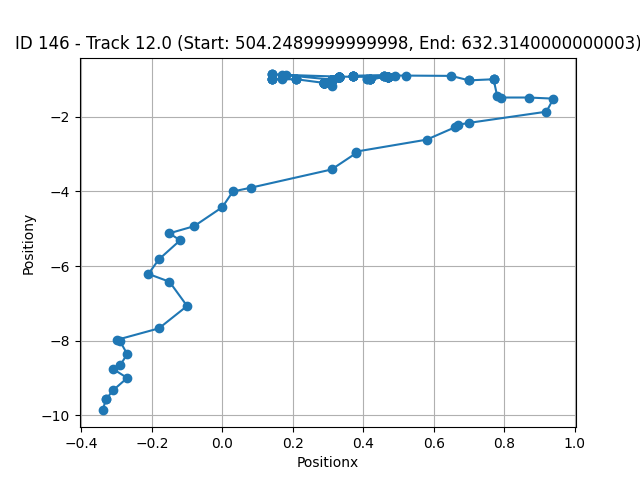 ID 146 - Track 12.0 (Start: 504.2489999999998, End: 632.3140000000003)
−2
−4
−6
−8
−10
Positiony
−0.4 −0.2 0.0 0.2 0.4 0.6 0.8 1.0
Positionx